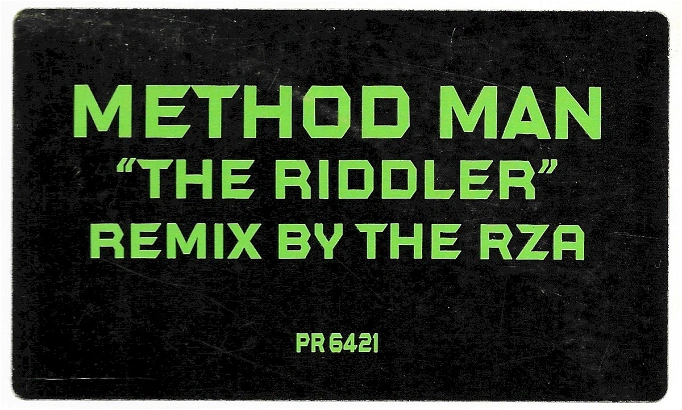 METHOD MAN
“THE RIDDLER”
REMIX BY THE RZA
PR 6421